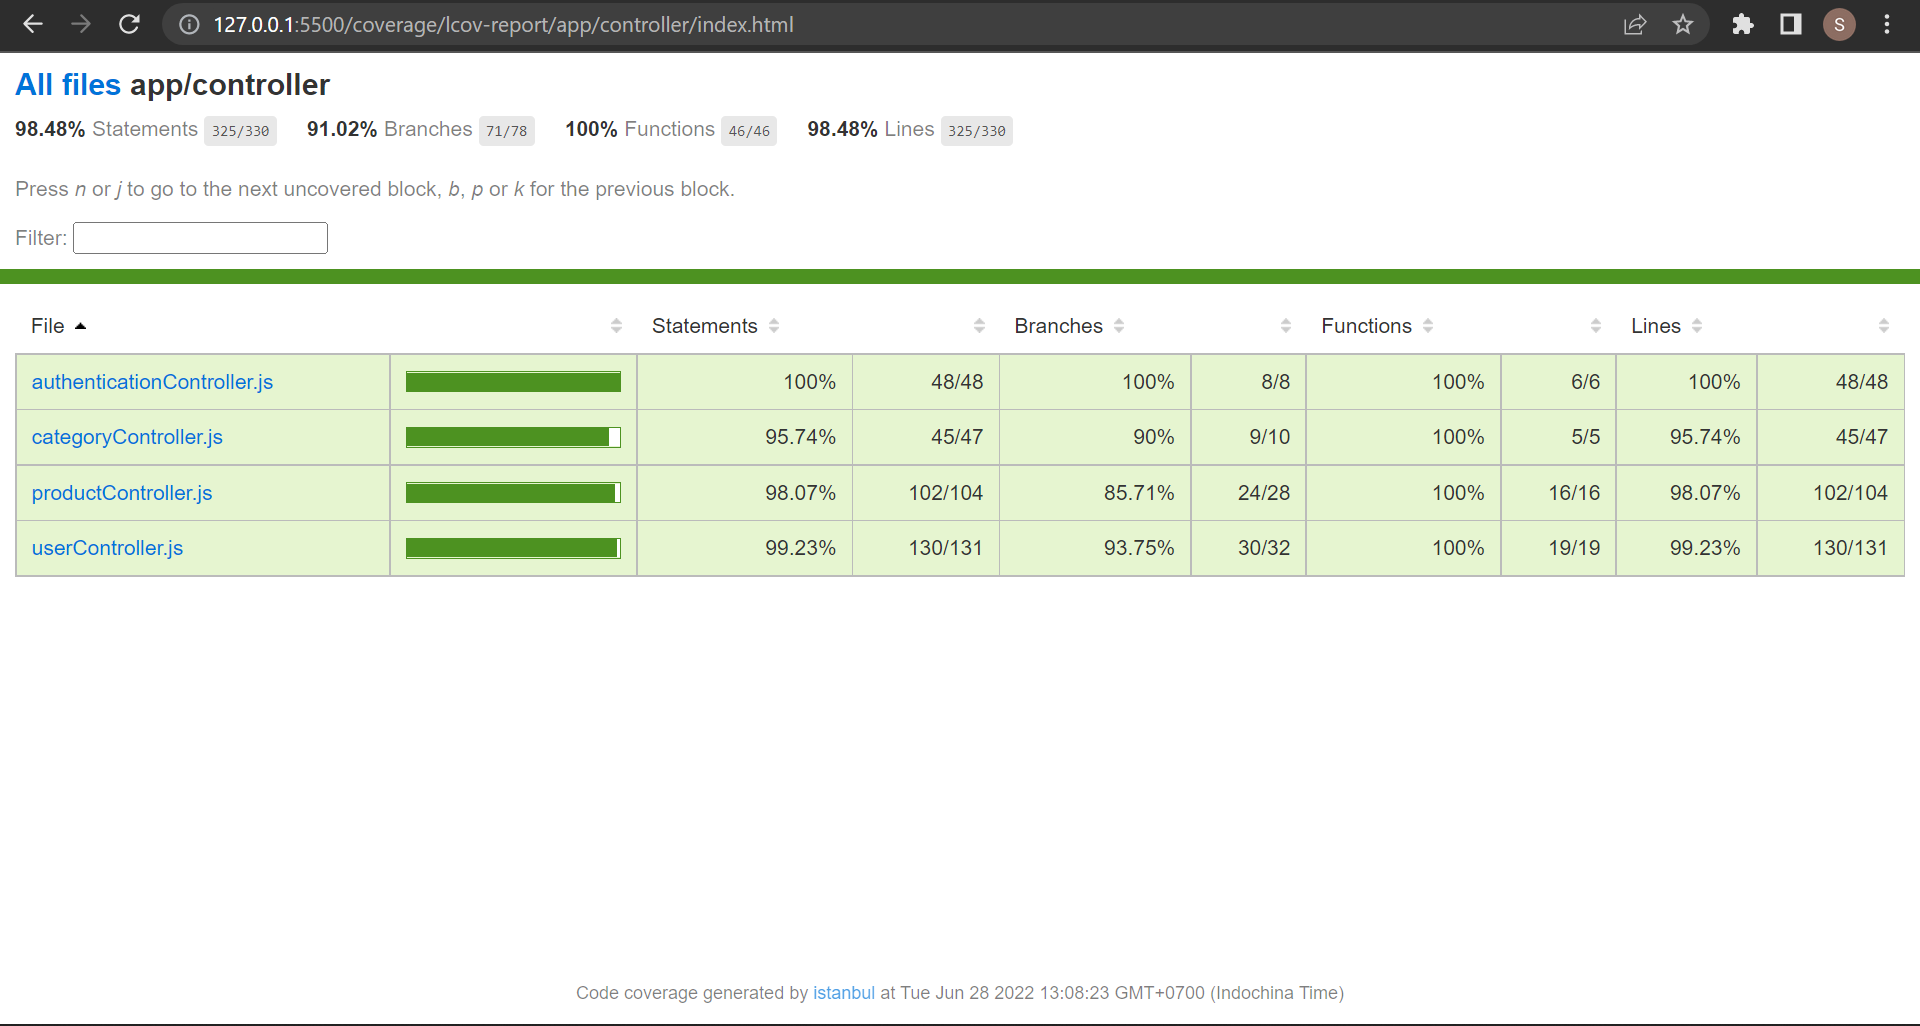 127.0.0.1:5500/coverage/lcov-report/app/controller/index.html
S
All files app/controller
98.48% Statements 325/330 91.02% Branches 71/78 100% Functions 46/46 98.48% Lines 325/330
Press n or j to go to the next uncovered block, b, p or k for the previous block.
Filter:
File Statements Branches Functions Lines
authenticationController.js 100% 48/48 100% 8/8 100% 6/6 100% 48/48
categoryController.js 95.74% 45/47 90% 9/10 100% 5/5 95.74% 45/47
productController.js 98.07% 102/104 85.71% 24/28 100% 16/16 98.07% 102/104
userController.js 99.23% 130/131 93.75% 30/32 100% 19/19 99.23% 130/131
Code coverage generated by istanbul at Tue Jun 28 2022 13:08:23 GMT+0700 (Indochina Time)